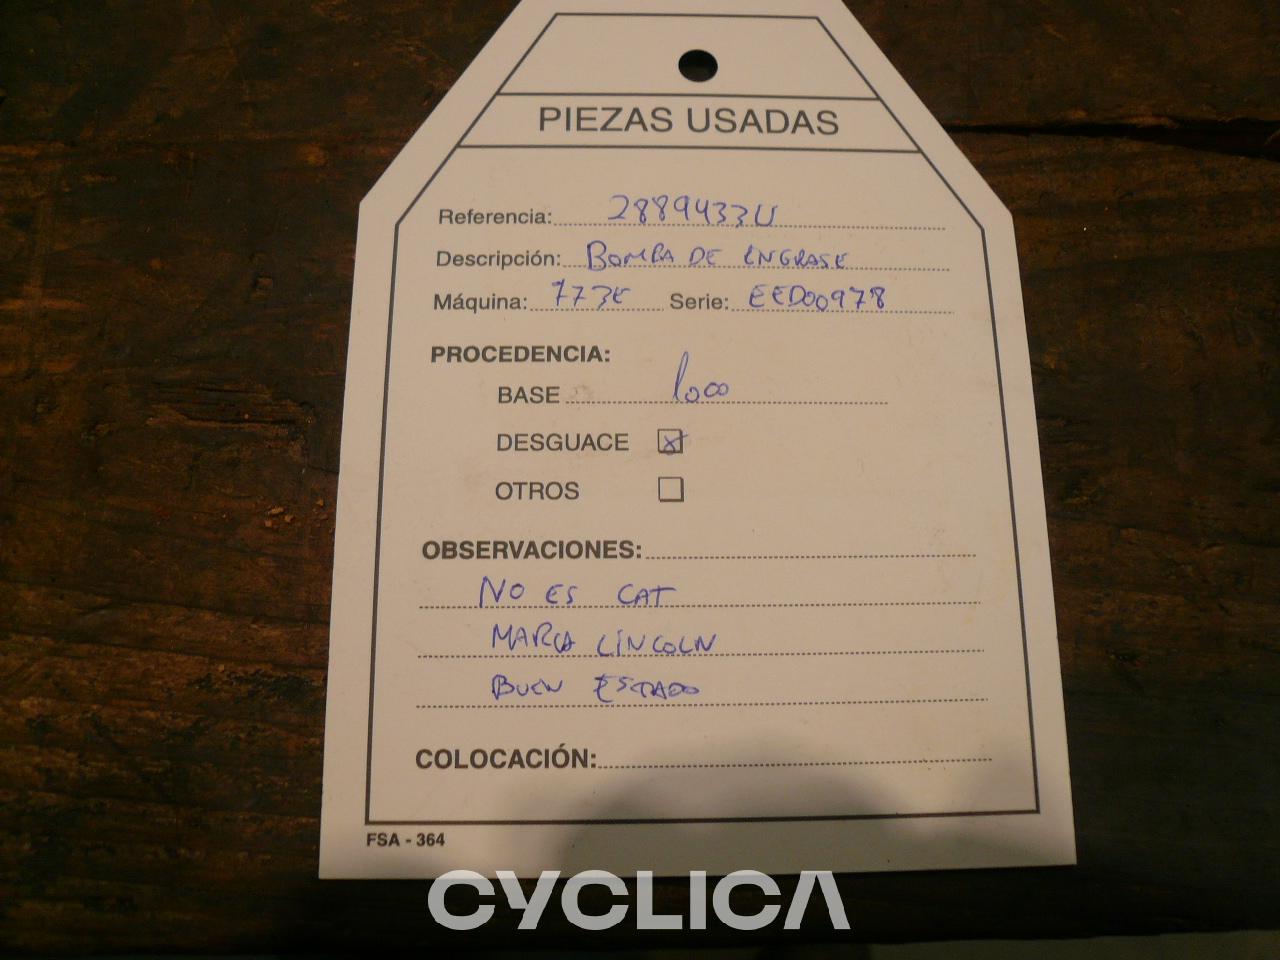 PIEZAS USADAS
Referencia: 2889433U
Descripción: BOMBA DE ENGRASE
Máquina: 773E Serie: EED00978
PROCEDENCIA:
BASE
DESGUACE
OTROS
OBSERVACIONES:
NO ES CAT
MARCA LINCOLN
BUEN ESTADO
COLOCACIÓN:
FSA - 364
CYCLICA